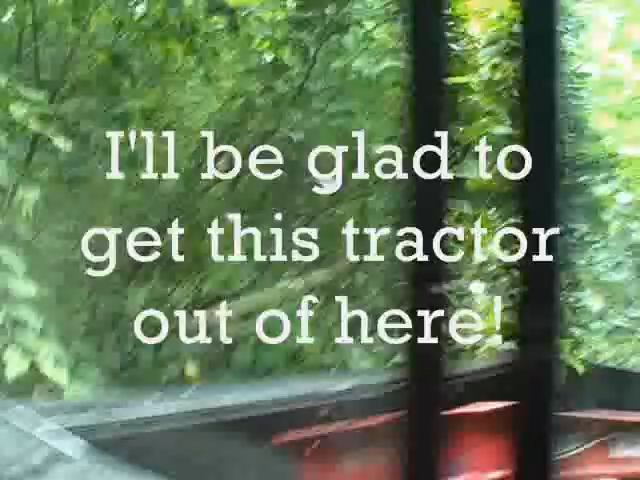 I'll be glad to
get this tractor
out of here!